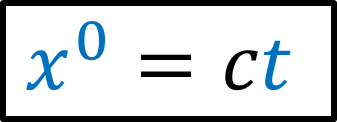 x⁰ = ct